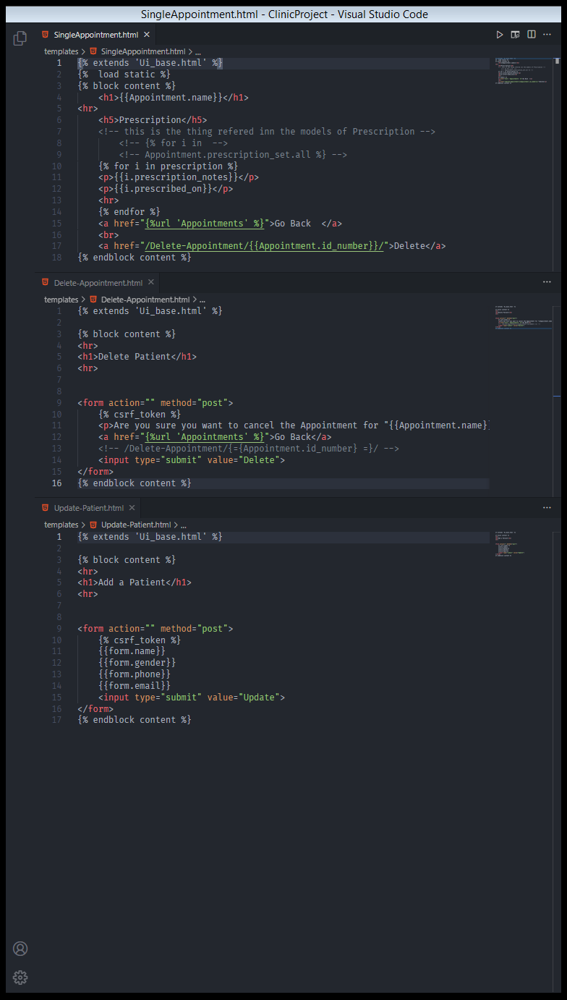 SingleAppointment.html - ClinicProject - Visual Studio Code
SingleAppointment.html
templates > SingleAppointment.html > ...
1 {% extends 'Ui_base.html' %}
2 {%  load static %}
3 {% block content %}
4     <h1>{{Appointment.name}}</h1>
5 <hr>
6     <h5>Prescription</h5>
7     <!-- this is the thing refered inn the models of Prescription -->
8         <!-- {% for i in  -->
9         <!-- Appointment.prescription_set.all %} -->
10     {% for i in prescription %}
11     <p>{{i.prescription_notes}}</p>
12     <p>{{i.prescribed_on}}</p>
13     <hr>
14     {% endfor %}
15     <a href="{%url 'Appointments' %}">Go Back  </a>
16     <br>
17     <a href="/Delete-Appointment/{{Appointment.id_number}}/">Delete</a>
18 {% endblock content %}
Delete-Appointment.html
templates > Delete-Appointment.html > ...
1 {% extends 'Ui_base.html' %}
2
3 {% block content %}
4 <hr>
5 <h1>Delete Patient</h1>
6 <hr>
7
8
9 <form action="" method="post">
10     {% csrf_token %}
11     <p>Are you sure you want to cancel the Appointment for "{{Appointment.name}
12     <a href="{%url 'Appointments' %}">Go Back</a>
13     <!-- /Delete-Appointment/{={Appointment.id_number} =}/ -->
14     <input type="submit" value="Delete">
15 </form>
16 {% endblock content %}
Update-Patient.html
templates > Update-Patient.html > ...
1 {% extends 'Ui_base.html' %}
2
3 {% block content %}
4 <hr>
5 <h1>Add a Patient</h1>
6 <hr>
7
8
9 <form action="" method="post">
10     {% csrf_token %}
11     {{form.name}}
12     {{form.gender}}
13     {{form.phone}}
14     {{form.email}}
15     <input type="submit" value="Update">
16 </form>
17 {% endblock content %}